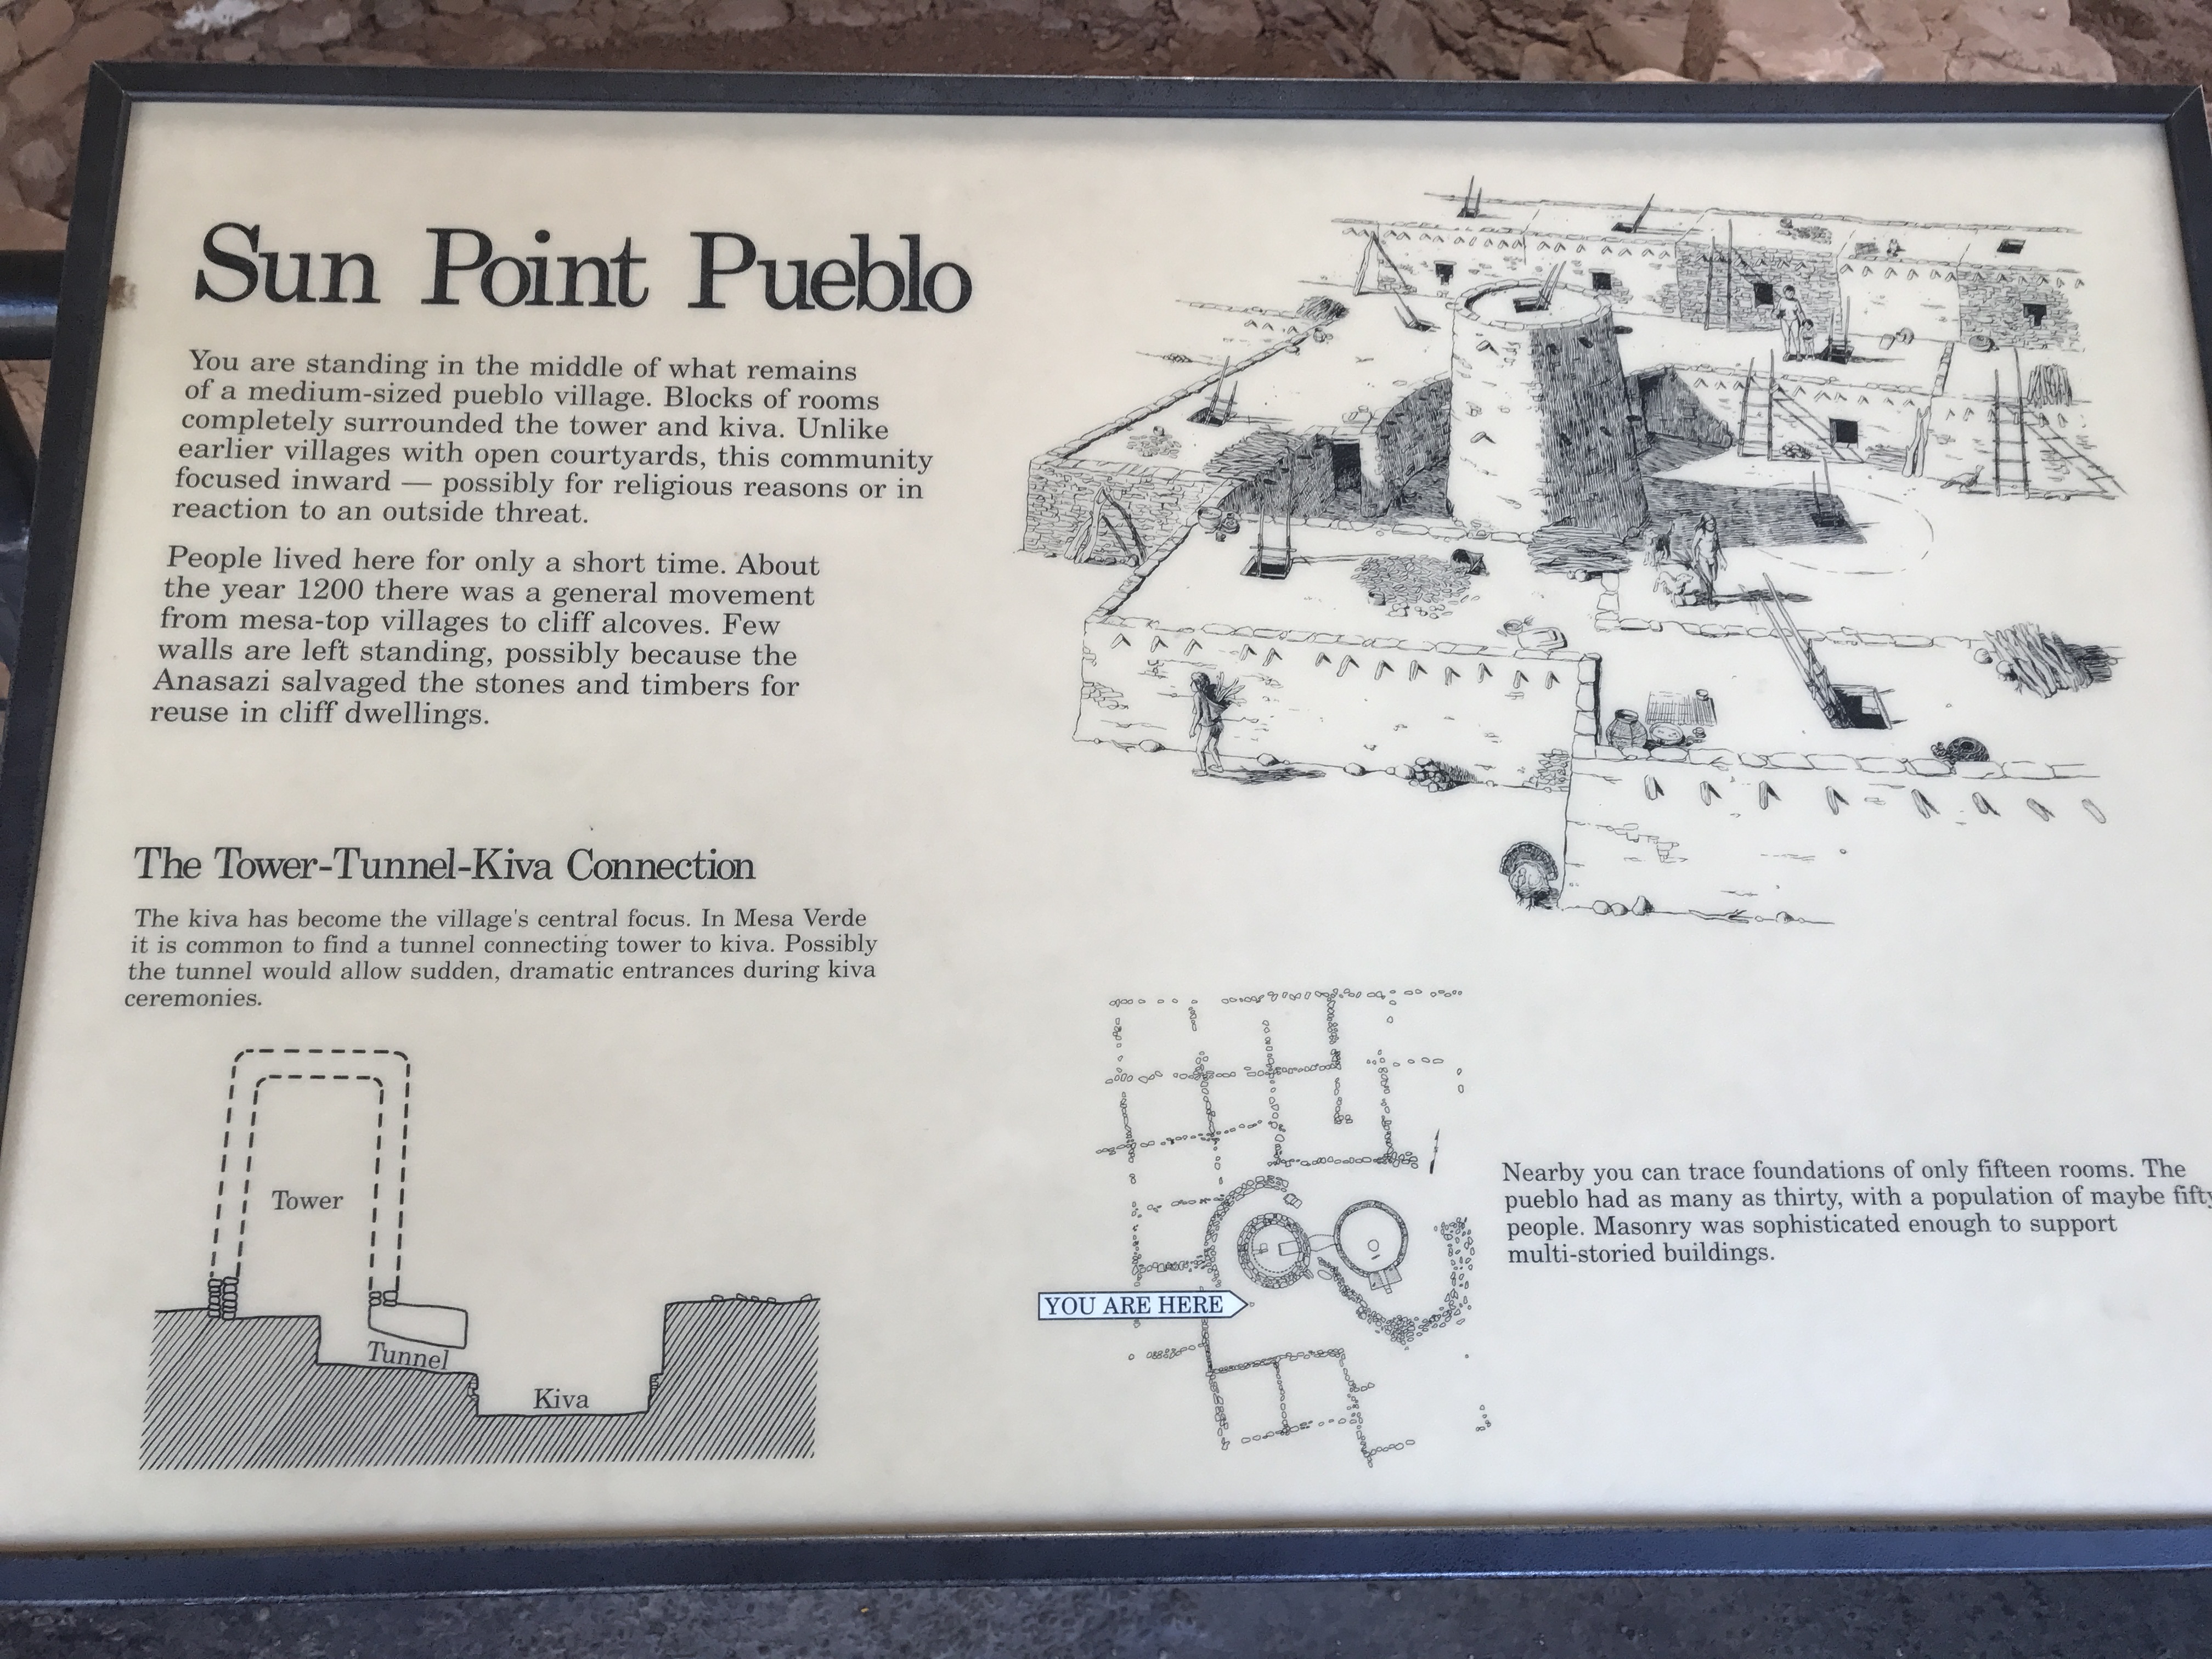 Sun Point Pueblo
You are standing in the middle of what remains
of a medium-sized pueblo village. Blocks of rooms
completely surrounded the tower and kiva. Unlike
earlier villages with open courtyards, this community
focused inward — possibly for religious reasons or in
reaction to an outside threat.
People lived here for only a short time. About
the year 1200 there was a general movement
from mesa-top villages to cliff alcoves. Few
walls are left standing, possibly because the
Anasazi salvaged the stones and timbers for
reuse in cliff dwellings.
The Tower-Tunnel-Kiva Connection
The kiva has become the village's central focus. In Mesa Verde
it is common to find a tunnel connecting tower to kiva. Possibly
the tunnel would allow sudden, dramatic entrances during kiva
ceremonies.
Tower
Tunnel
Kiva
YOU ARE HERE
Nearby you can trace foundations of only fifteen rooms. The
pueblo had as many as thirty, with a population of maybe fifty
people. Masonry was sophisticated enough to support
multi-storied buildings.